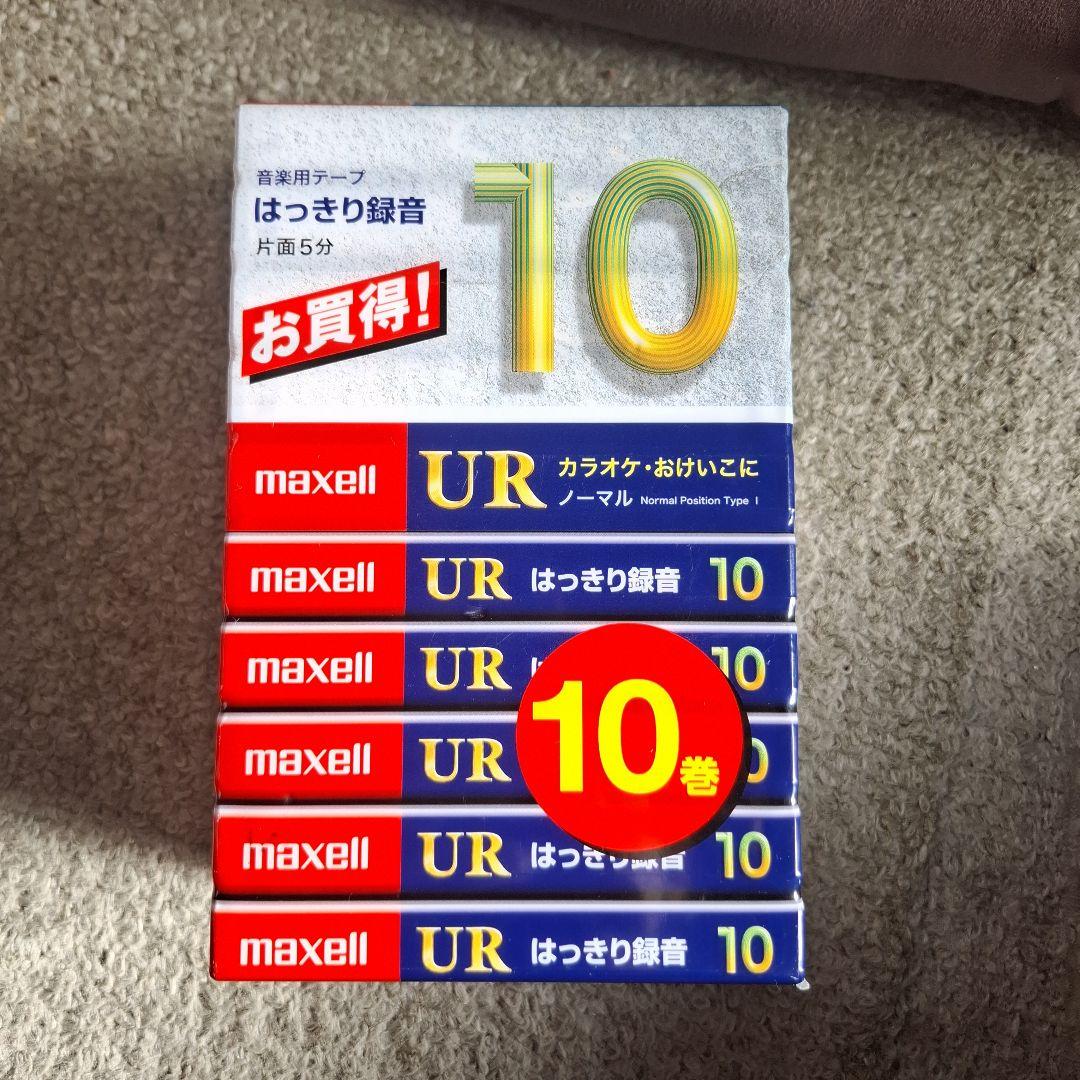 音楽用テープ
はっきり録音
片面5分
お買得!
10
maxell UR カラオケ・おけいこに
ノーマル Normal Position Type I
maxell UR はっきり録音 10
maxell UR は 10
10巻
maxell UR 0
maxell UR はっきり録音 10
maxell UR はっきり録音 10